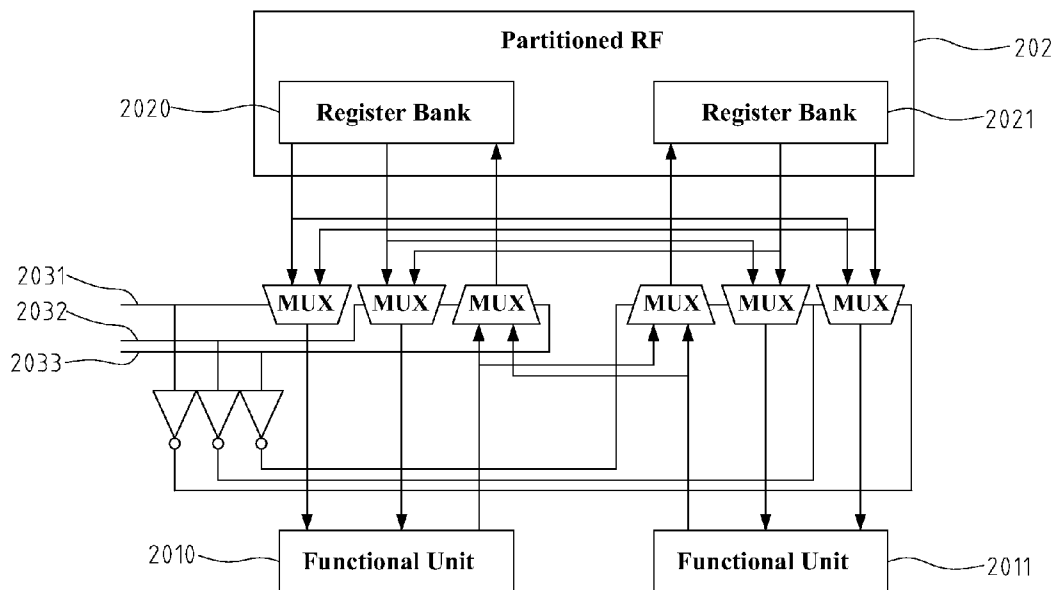 Partitioned RF
202
2020
Register Bank
Register Bank
2021
2031
MUX
MUX
MUX
MUX
MUX
MUX
2032
2033
2010
Functional Unit
Functional Unit
2011